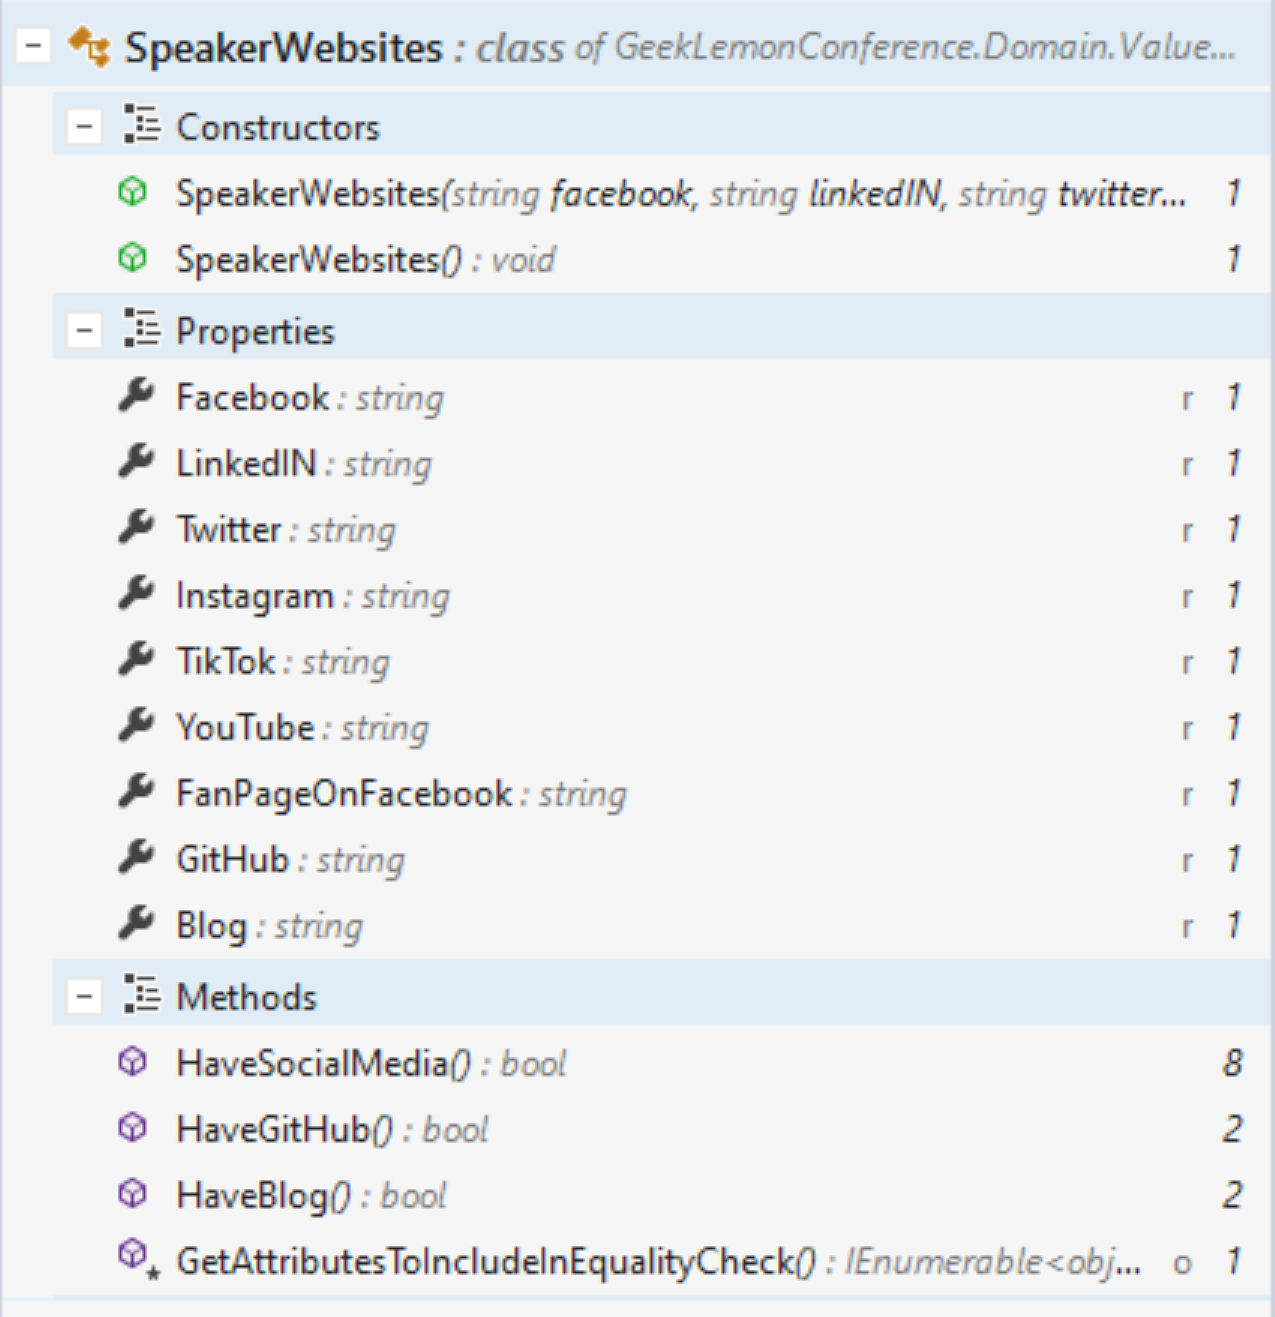 SpeakerWebsites : class of GeekLemonConference.Domain.Value...
Constructors
SpeakerWebsites(string facebook, string linkedIN, string twitter... 1
SpeakerWebsites() : void 1
Properties
Facebook : string r 1
LinkedIN : string r 1
Twitter : string r 1
Instagram : string r 1
TikTok : string r 1
YouTube : string r 1
FanPageOnFacebook : string r 1
GitHub : string r 1
Blog : string r 1
Methods
HaveSocialMedia() : bool 8
HaveGitHub() : bool 2
HaveBlog() : bool 2
GetAttributesToIncludeInEqualityCheck() : IEnumerable<obj... o 1